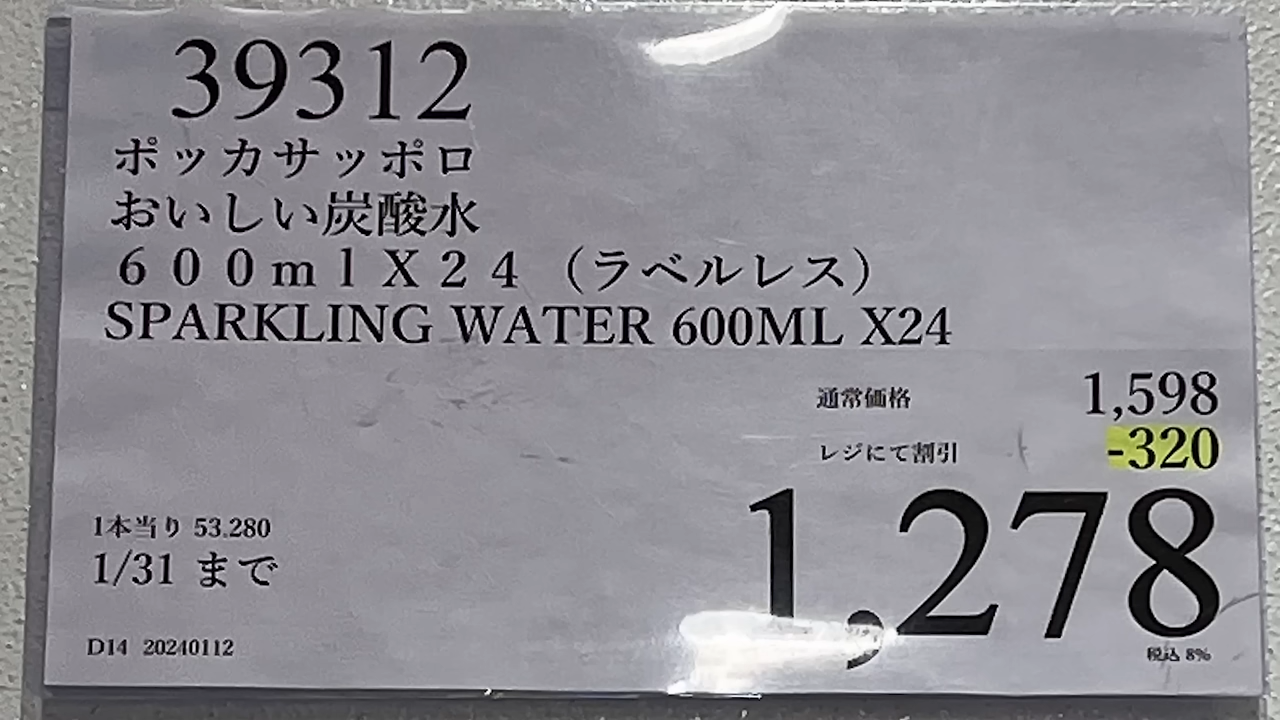 39312
ポッカサッポロ
おいしい炭酸水
６００ｍｌＸ２４（ラベルレス）
SPARKLING WATER 600ML X24
通常価格 1,598
レジにて割引 -320
1,278
税込 8%
1本当り 53.280
1/31 まで
D14 20240112